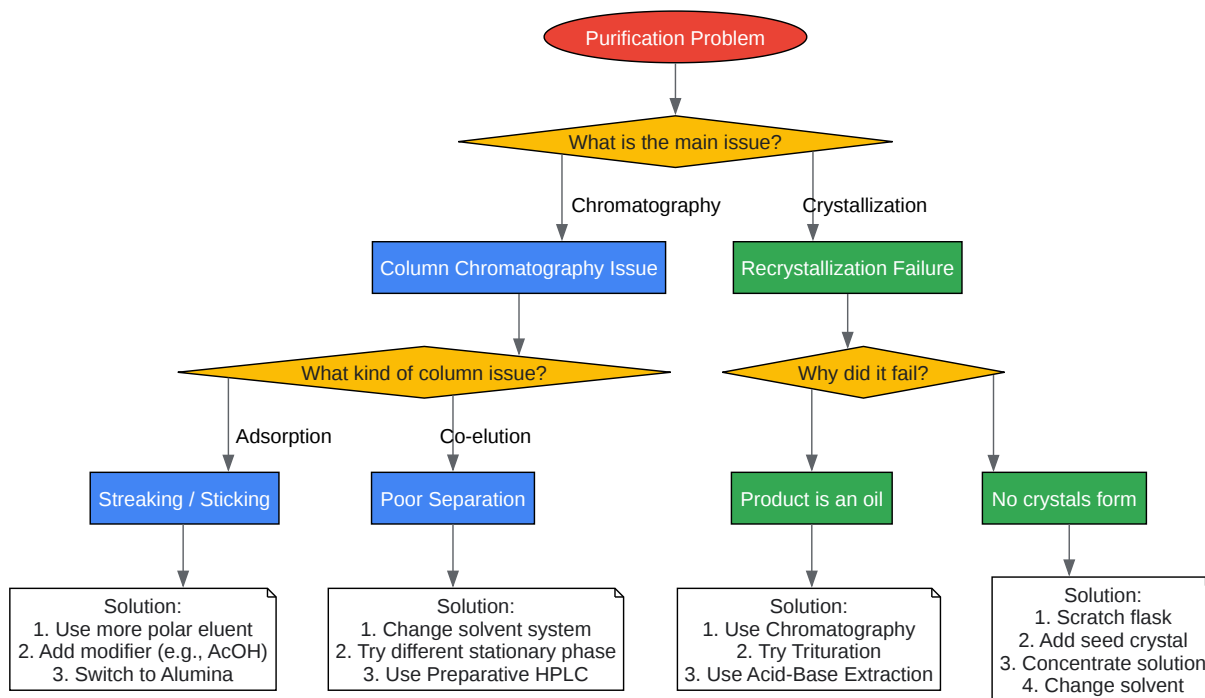 Purification Problem
What is the main issue?
Chromatography
Crystallization
Column Chromatography Issue
Recrystallization Failure
What kind of column issue?
Why did it fail?
Adsorption
Co-elution
Streaking / Sticking
Poor Separation
Product is an oil
No crystals form
Solution:
1. Use more polar eluent
2. Add modifier (e.g., AcOH)
3. Switch to Alumina
Solution:
1. Change solvent system
2. Try different stationary phase
3. Use Preparative HPLC
Solution:
1. Use Chromatography
2. Try Trituration
3. Use Acid-Base Extraction
Solution:
1. Scratch flask
2. Add seed crystal
3. Concentrate solution
4. Change solvent